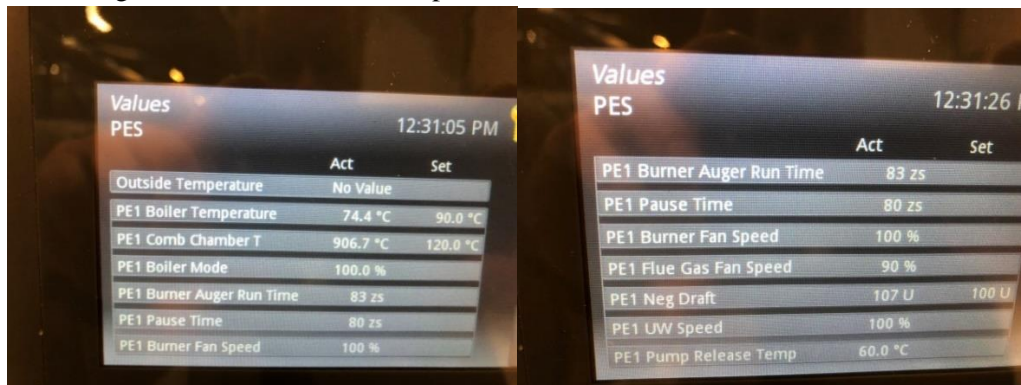 Values
PES 12:31:05 PM
Act Set
Outside Temperature No Value
PE1 Boiler Temperature 74.4 °C 90.0 °C
PE1 Comb Chamber T 906.7 °C 120.0 °C
PE1 Boiler Mode 100.0 %
PE1 Burner Auger Run Time 83 zs
PE1 Pause Time 80 zs
PE1 Burner Fan Speed 100 %
Values
PES 12:31:26
Act Set
PE1 Burner Auger Run Time 83 zs
PE1 Pause Time 80 zs
PE1 Burner Fan Speed 100 %
PE1 Flue Gas Fan Speed 90 %
PE1 Neg Draft 107 U 100 U
PE1 UW Speed 100 %
PE1 Pump Release Temp 60.0 °C